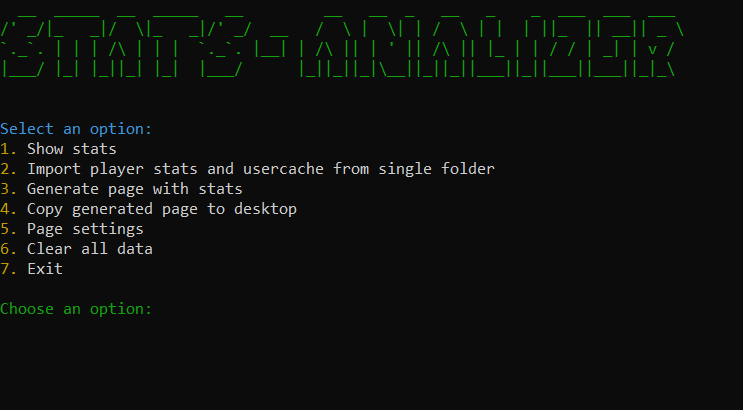 STATS-ANALIZER
Select an option:
1. Show stats
2. Import player stats and usercache from single folder
3. Generate page with stats
4. Copy generated page to desktop
5. Page settings
6. Clear all data
7. Exit
Choose an option: